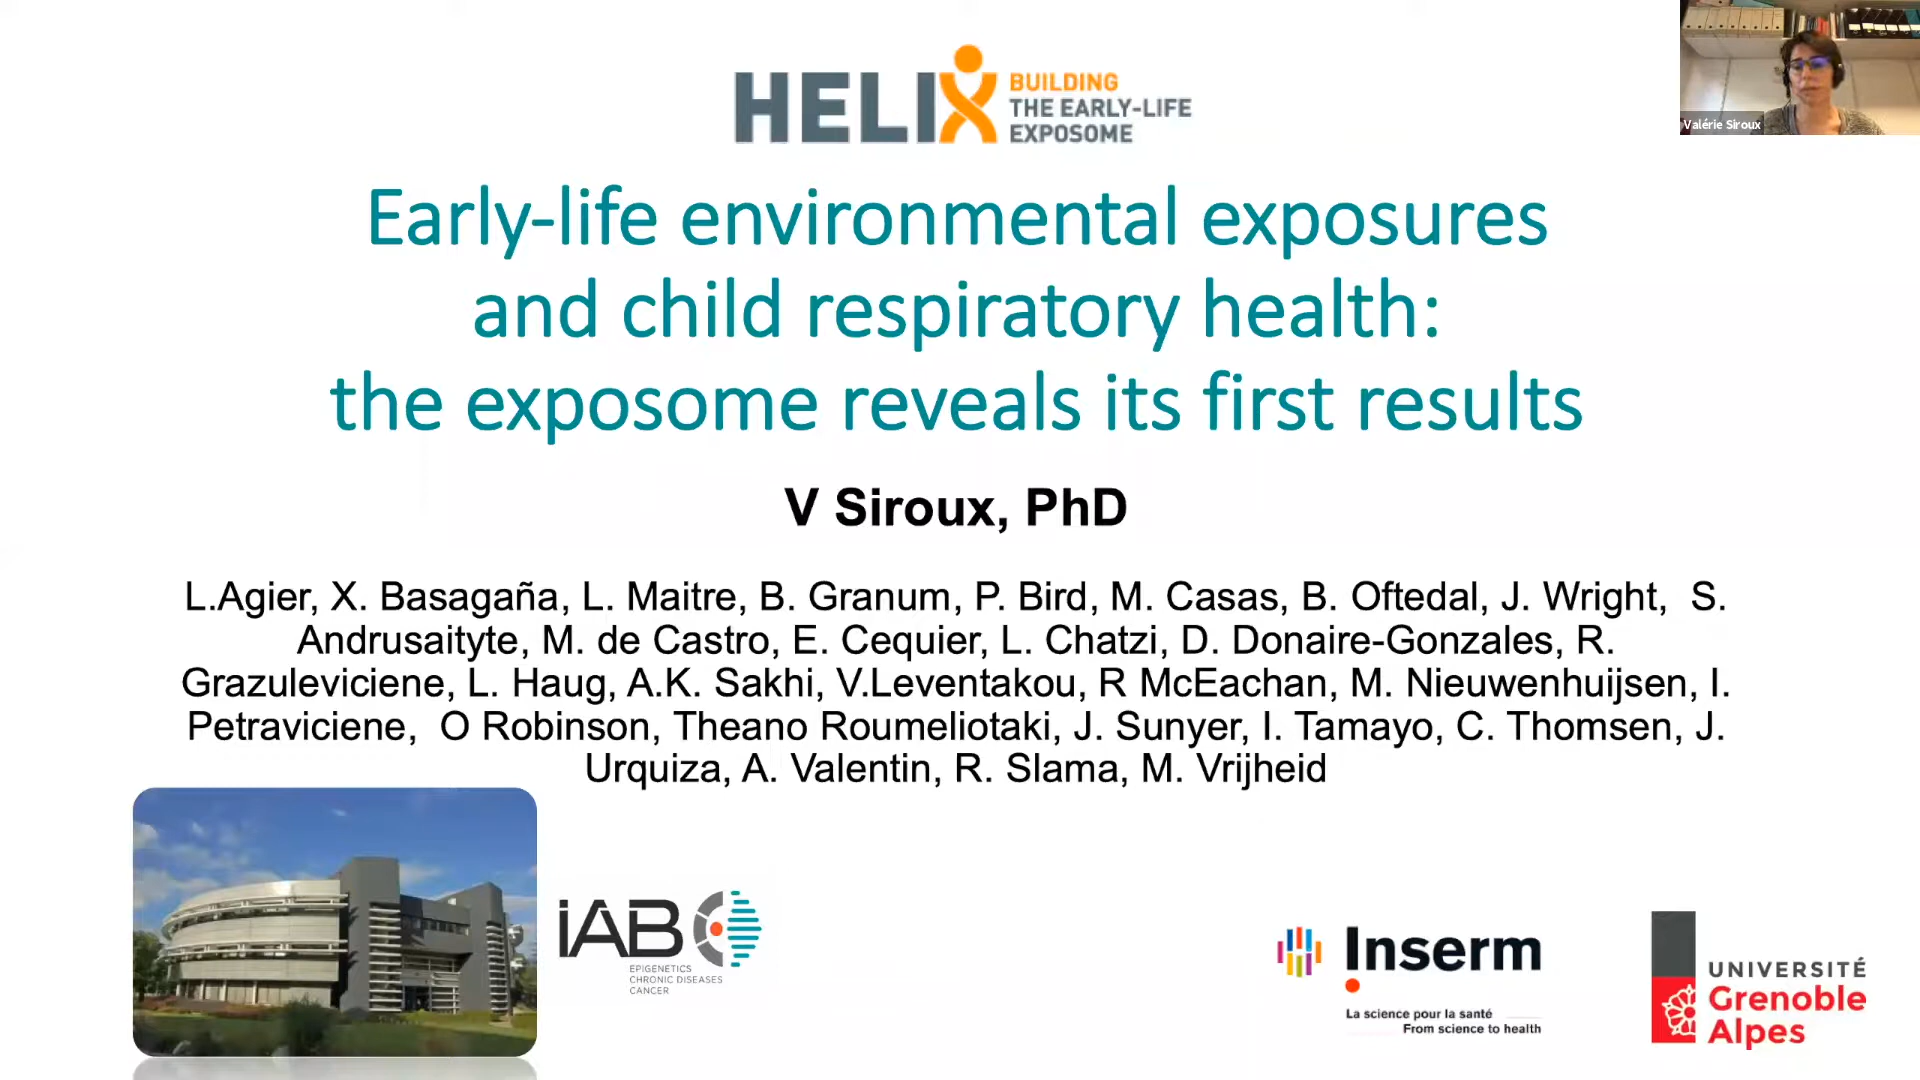 HELIX
BUILDING
THE EARLY-LIFE
EXPOSOME
Valérie Siroux
Early-life environmental exposures
and child respiratory health:
the exposome reveals its first results
V Siroux, PhD
L.Agier, X. Basagaña, L. Maitre, B. Granum, P. Bird, M. Casas, B. Oftedal, J. Wright, S.
Andrusaityte, M. de Castro, E. Cequier, L. Chatzi, D. Donaire-Gonzales, R.
Grazuleviciene, L. Haug, A.K. Sakhi, V.Leventakou, R McEachan, M. Nieuwenhuijsen, I.
Petraviciene, O Robinson, Theano Roumeliotaki, J. Sunyer, I. Tamayo, C. Thomsen, J.
Urquiza, A. Valentin, R. Slama, M. Vrijheid
iAB
EPIGENETICS
CHRONIC DISEASES
CANCER
Inserm
La science pour la santé
From science to health
UNIVERSITÉ
Grenoble
Alpes